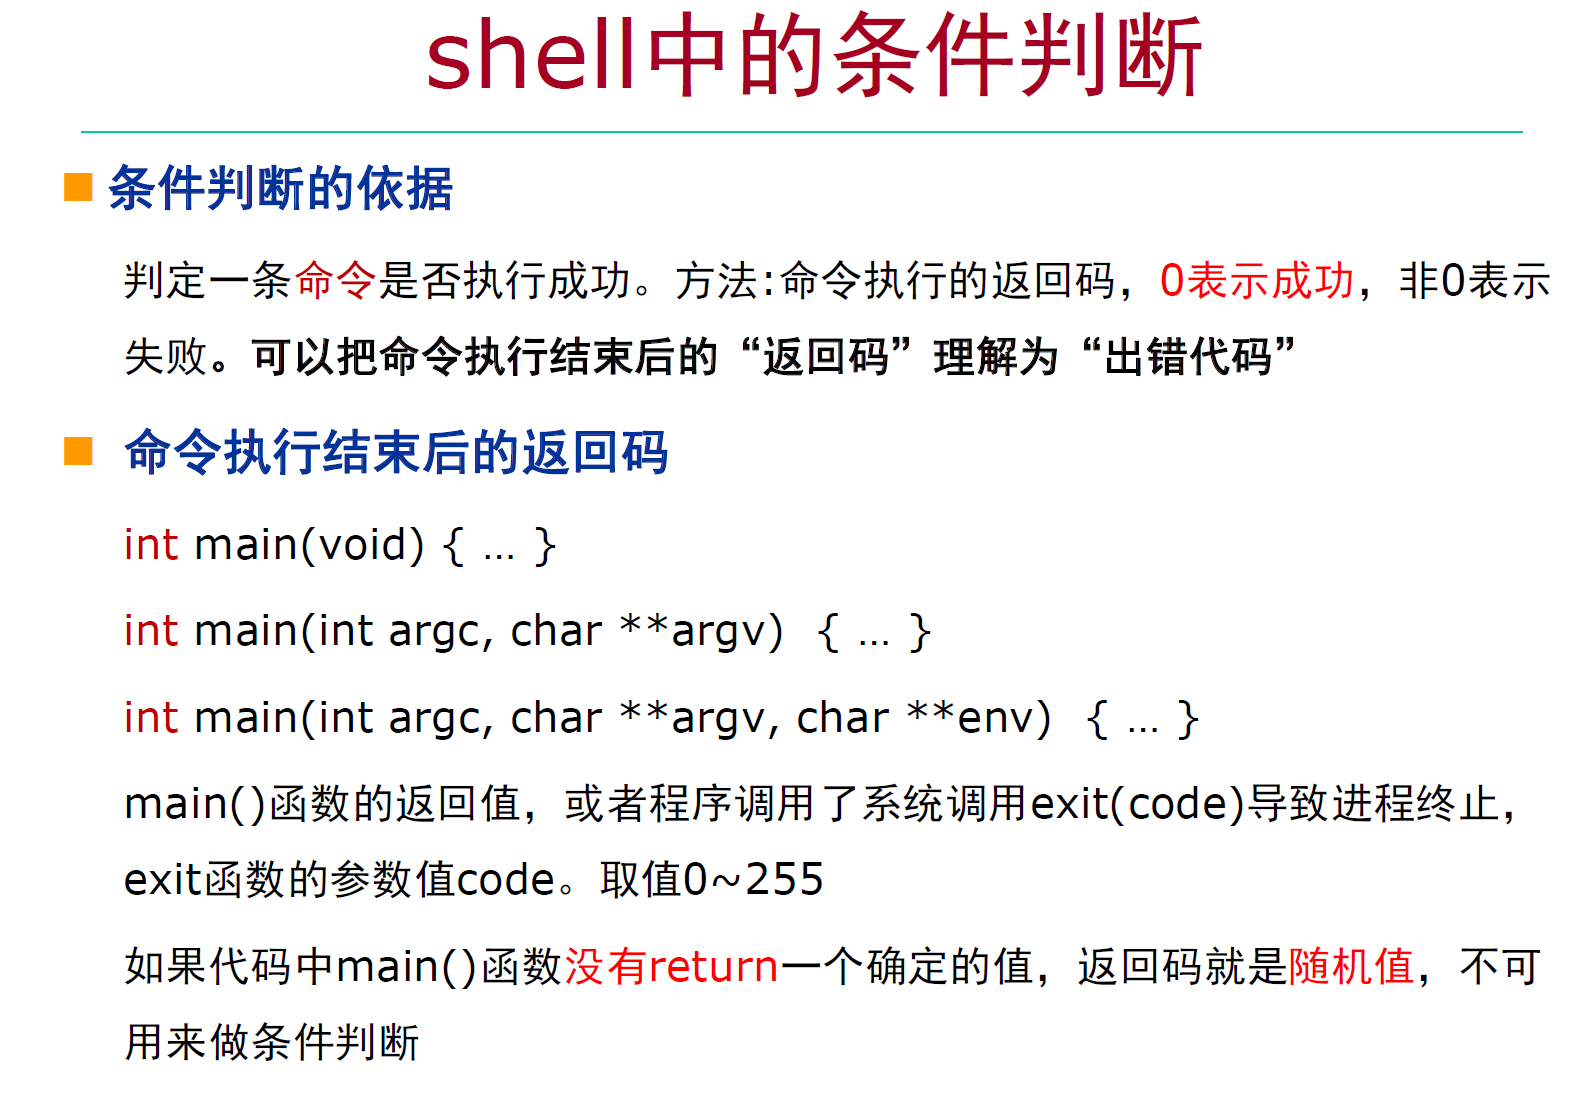 shell中的条件判断
条件判断的依据
判定一条命令是否执行成功。方法:命令执行的返回码，0表示成功，非0表示
失败。可以把命令执行结束后的“返回码”理解为“出错代码”
命令执行结束后的返回码
int main(void) { … }
int main(int argc, char **argv)  { … }
int main(int argc, char **argv, char **env)  { … }
main()函数的返回值，或者程序调用了系统调用exit(code)导致进程终止，
exit函数的参数值code。取值0~255
如果代码中main()函数没有return一个确定的值，返回码就是随机值，不可
用来做条件判断